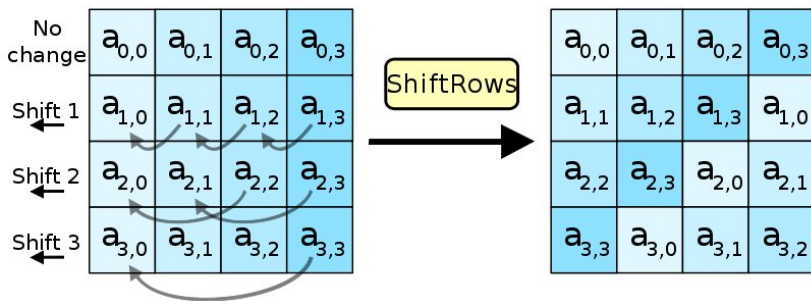 No change a0,0 a0,1 a0,2 a0,3
Shift 1 a1,0 a1,1 a1,2 a1,3
Shift 2 a2,0 a2,1 a2,2 a2,3
Shift 3 a3,0 a3,1 a3,2 a3,3
ShiftRows
a0,0 a0,1 a0,2 a0,3
a1,1 a1,2 a1,3 a1,0
a2,2 a2,3 a2,0 a2,1
a3,3 a3,0 a3,1 a3,2